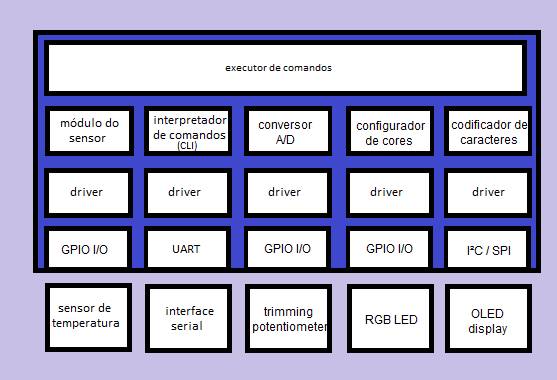 executor de comandos
módulo do
sensor
interpretador
de comandos
(CLI)
conversor
A/D
configurador
de cores
codificador de
caracteres
driver
driver
driver
driver
driver
GPIO I/O
UART
GPIO I/O
GPIO I/O
I²C / SPI
sensor de
temperatura
interface
serial
trimming
potentiometer
RGB LED
OLED
display